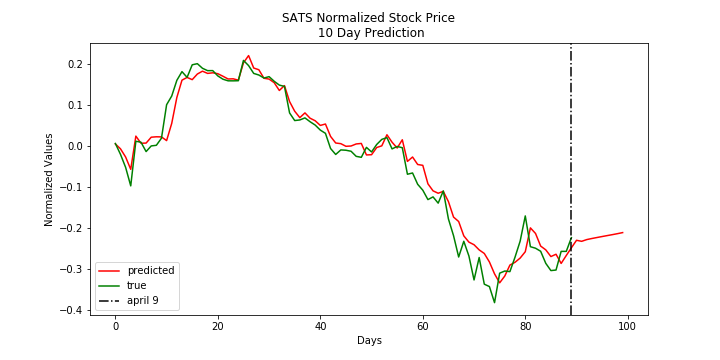 SATS Normalized Stock Price
10 Day Prediction
Normalized Values
0.2
0.1
0.0
−0.1
−0.2
−0.3
−0.4
predicted
true
april 9
0 20 40 60 80 100
Days